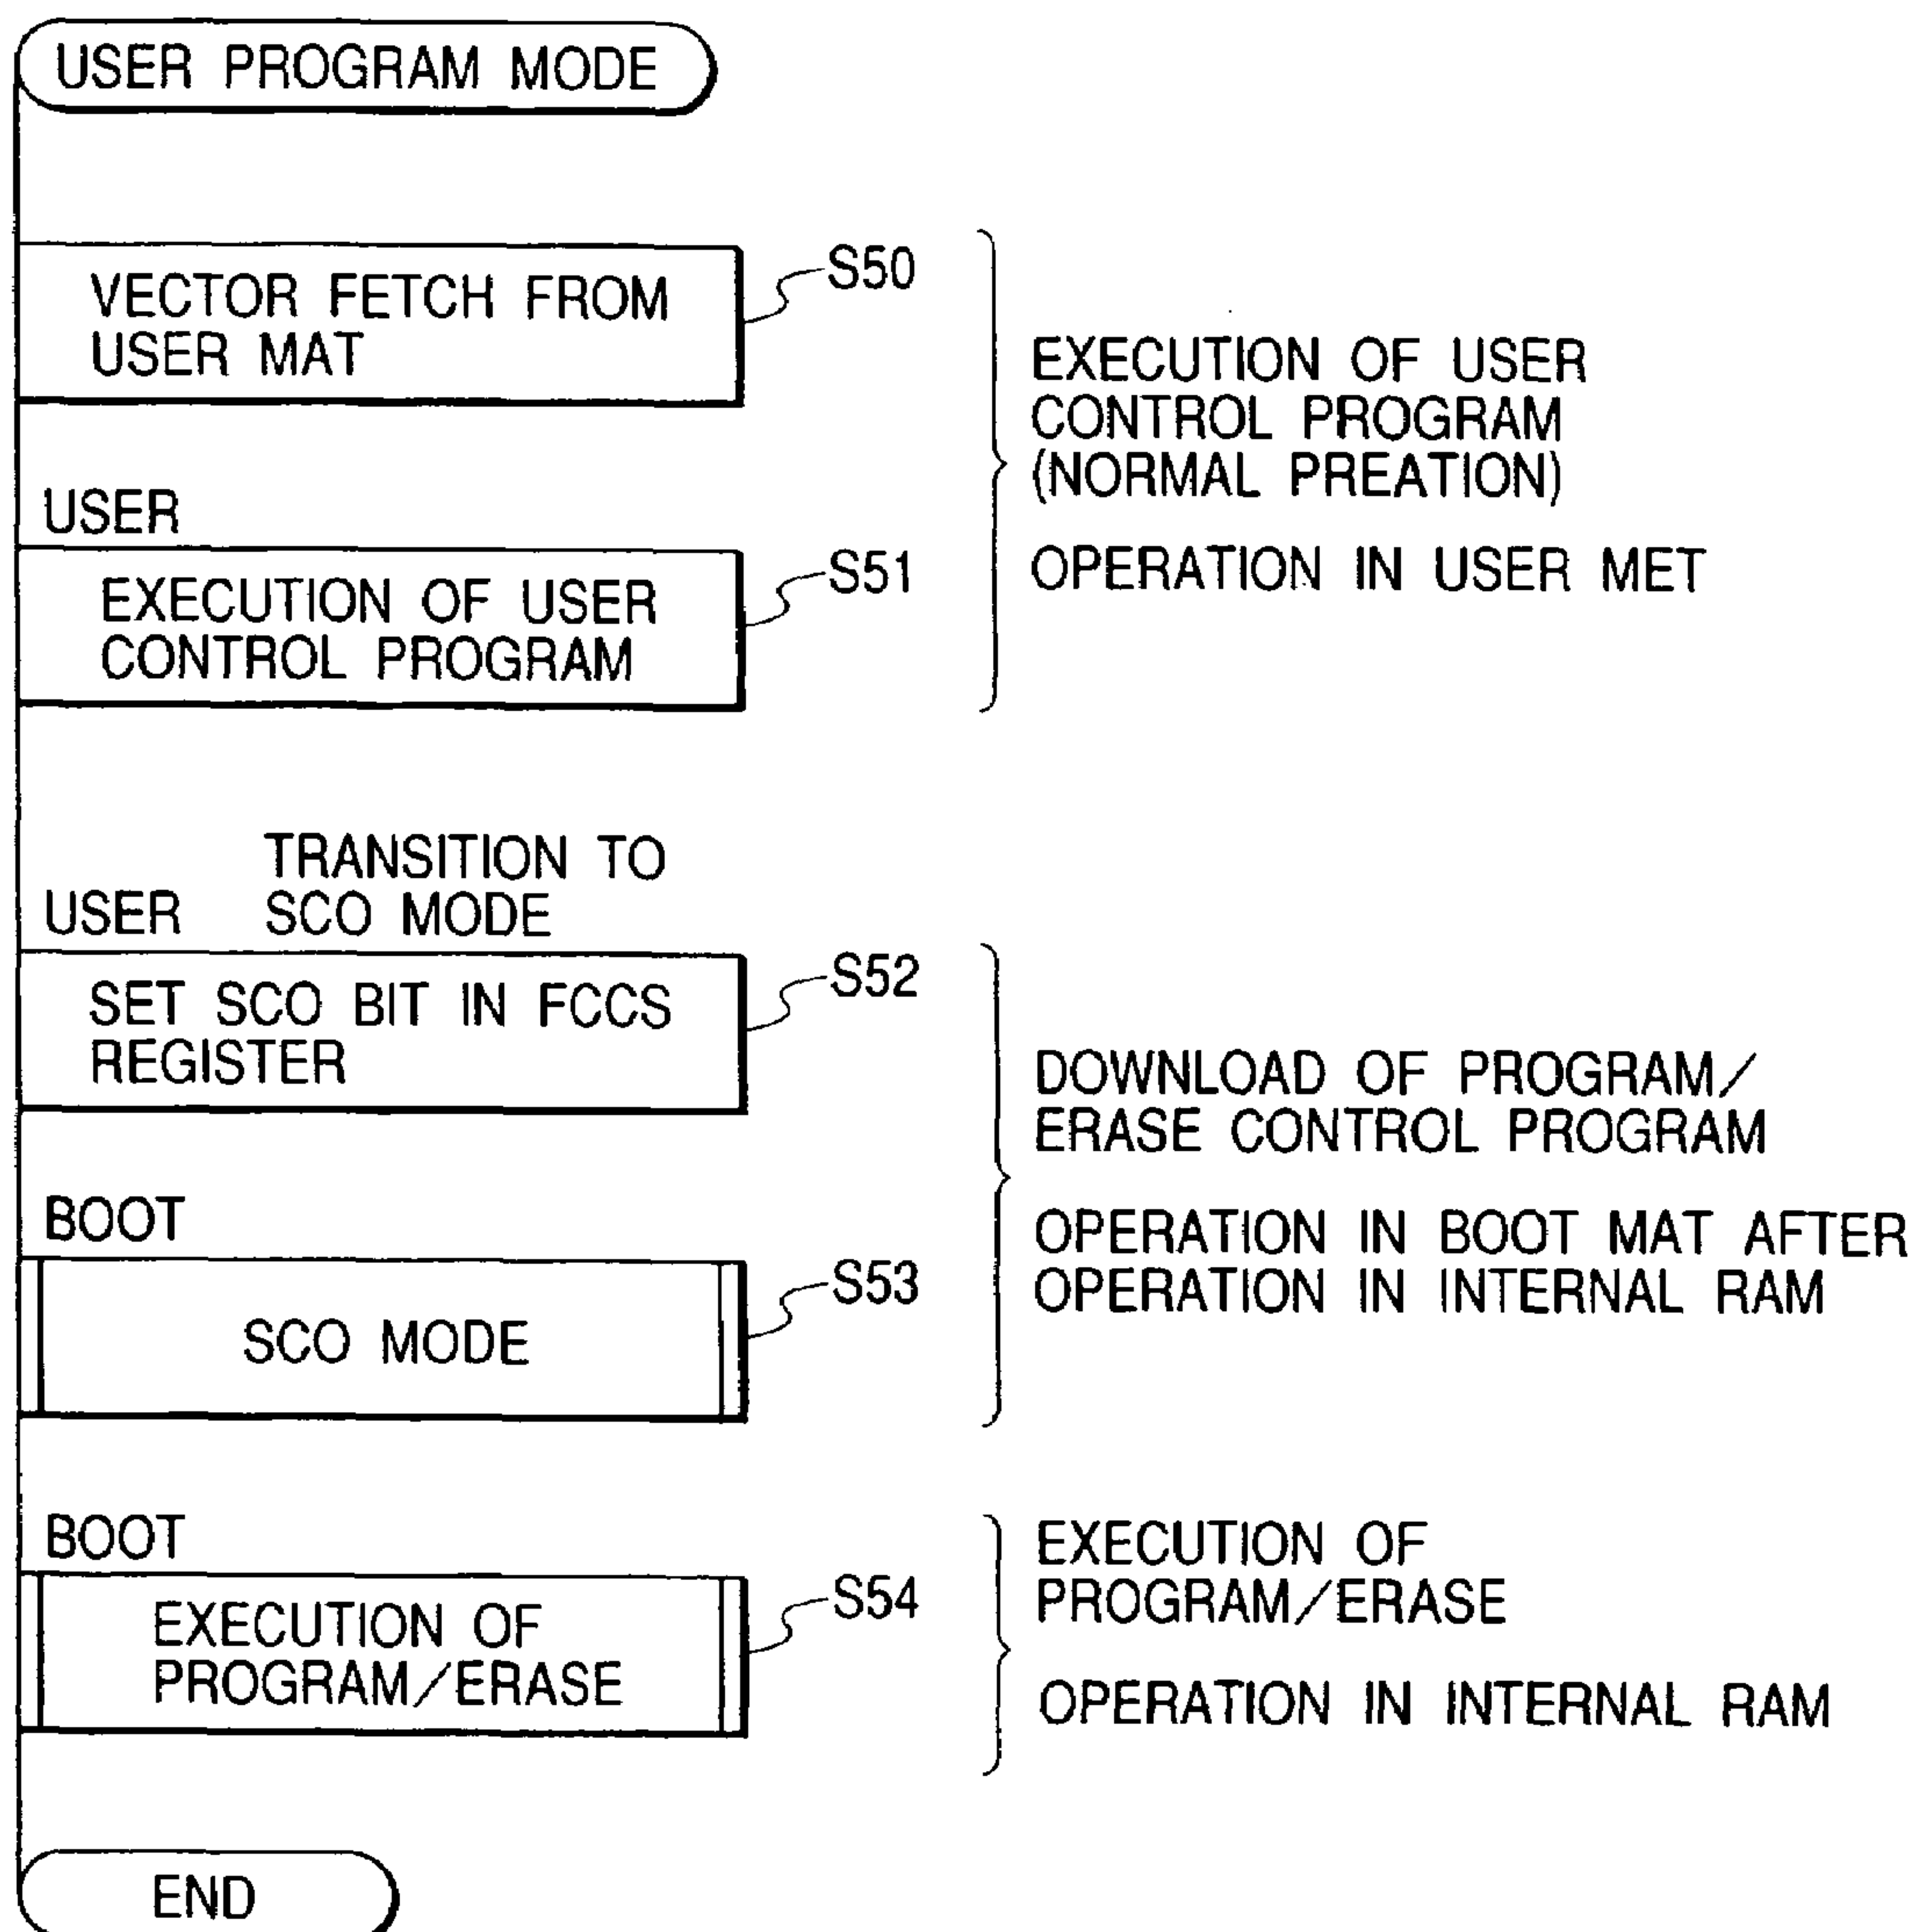 USER PROGRAM MODE
VECTOR FETCH FROM
USER MAT
S50
EXECUTION OF USER
CONTROL PROGRAM
(NORMAL PREATION)
OPERATION IN USER MET
USER
EXECUTION OF USER
CONTROL PROGRAM
S51
TRANSITION TO
USER SCO MODE
SET SCO BIT IN FCCS
REGISTER
S52
DOWNLOAD OF PROGRAM/
ERASE CONTROL PROGRAM
OPERATION IN BOOT MAT AFTER
OPERATION IN INTERNAL RAM
BOOT
SCO MODE
S53
BOOT
EXECUTION OF
PROGRAM/ERASE
S54
EXECUTION OF
PROGRAM/ERASE
OPERATION IN INTERNAL RAM
END